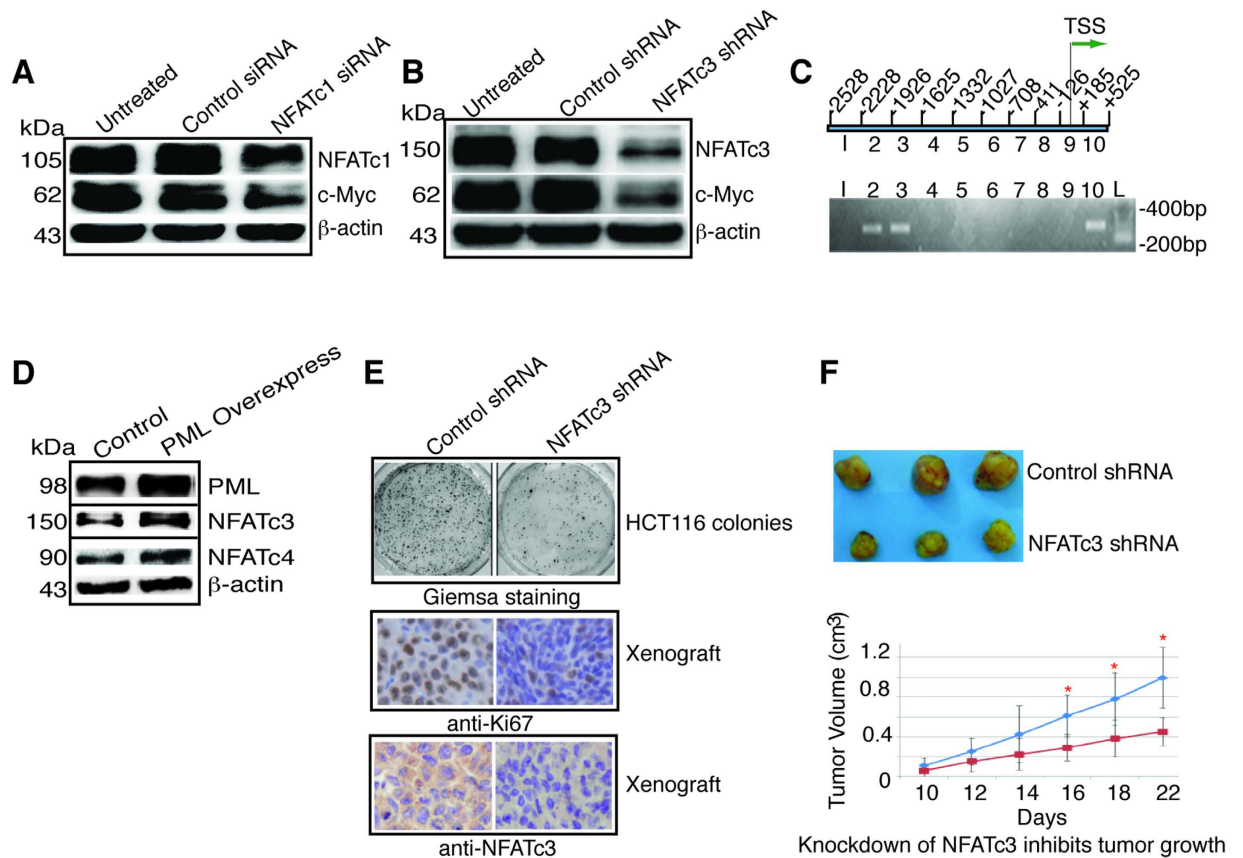 A
Untreated
Control siRNA
NFATc1 siRNA
kDa
105
NFATc1
62
c-Myc
43
β-actin
B
Untreated
Control shRNA
NFATc3 shRNA
kDa
150
NFATc3
62
c-Myc
43
β-actin
C
TSS
-2528
-2228
-1926
-1625
-1332
-1027
-708
-411
-126
+185
+525
1 2 3 4 5 6 7 8 9 10
1 2 3 4 5 6 7 8 9 10 L
-400bp
-200bp
D
Control
PML Overexpress
kDa
98
PML
150
NFATc3
90
NFATc4
43
β-actin
E
Control shRNA
NFATc3 shRNA
HCT116 colonies
Giemsa staining
Xenograft
anti-Ki67
Xenograft
anti-NFATc3
F
Control shRNA
NFATc3 shRNA
Tumor Volume (cm³)
1.2
0.8
0.4
0
* * *
10 12 14 16 18 22
Days
Knockdown of NFATc3 inhibits tumor growth